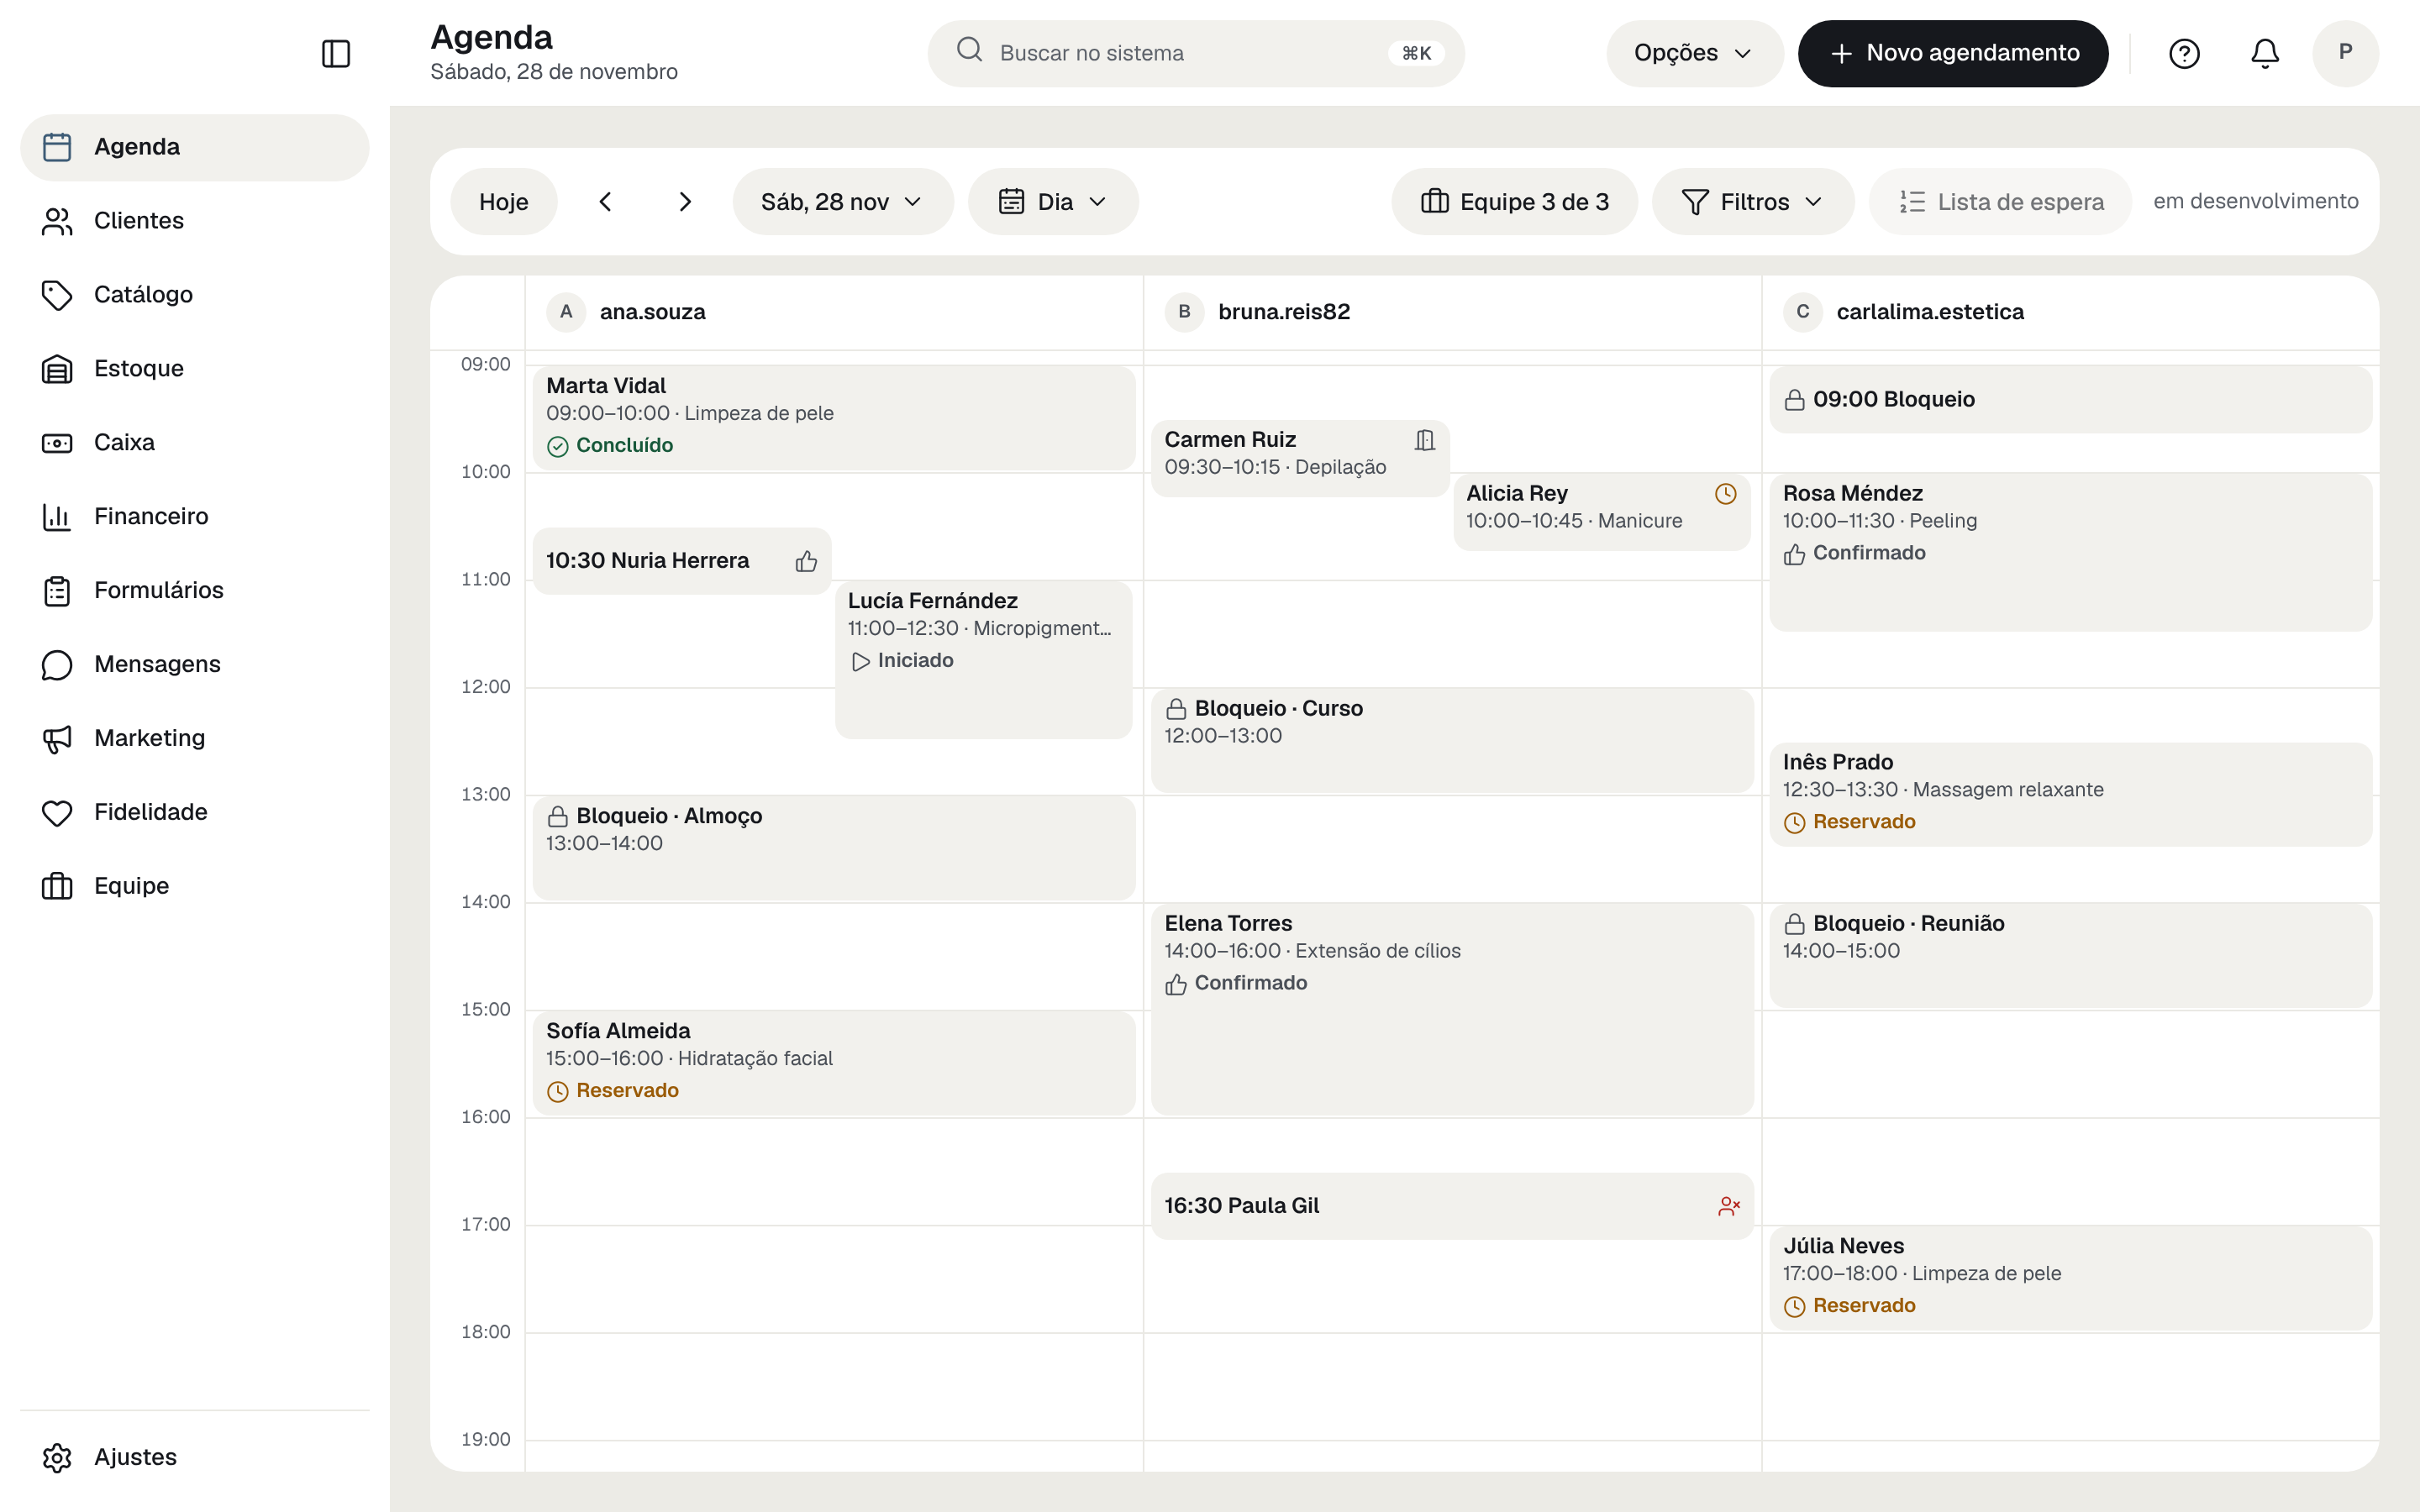 Agenda
Sábado, 28 de novembro
Buscar no sistema
⌘K
Opções
Novo agendamento
P
Agenda
Clientes
Catálogo
Estoque
Caixa
Financeiro
Formulários
Mensagens
Marketing
Fidelidade
Equipe
Ajustes
Hoje
Sáb, 28 nov
Dia
Equipe 3 de 3
Filtros
Lista de espera
em desenvolvimento
A ana.souza
B bruna.reis82
C carlalima.estetica
09:00
10:00
11:00
12:00
13:00
14:00
15:00
16:00
17:00
18:00
19:00
Marta Vidal
09:00–10:00 · Limpeza de pele
Concluído
10:30 Nuria Herrera
Lucía Fernández
11:00–12:30 · Micropigment…
Iniciado
Bloqueio · Almoço
13:00–14:00
Sofía Almeida
15:00–16:00 · Hidratação facial
Reservado
Carmen Ruiz
09:30–10:15 · Depilação
Alicia Rey
10:00–10:45 · Manicure
Bloqueio · Curso
12:00–13:00
Elena Torres
14:00–16:00 · Extensão de cílios
Confirmado
16:30 Paula Gil
09:00 Bloqueio
Rosa Méndez
10:00–11:30 · Peeling
Confirmado
Inês Prado
12:30–13:30 · Massagem relaxante
Reservado
Bloqueio · Reunião
14:00–15:00
Júlia Neves
17:00–18:00 · Limpeza de pele
Reservado